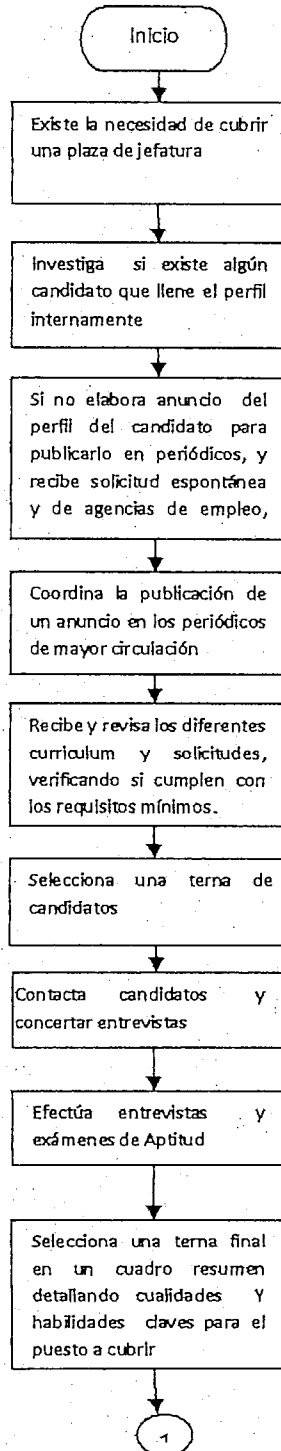 Inicio
Existe la necesidad de cubrir
una plaza de jefatura
Investiga si existe algún
candidato que llene el perfil
internamente
Si no elabora anuncio del
perfil del candidato para
publicarlo en periódicos, y
recibe solicitud espontánea
y de agencias de empleo,
Coordina la publicación de
un anuncio en los periódicos
de mayor circulación
Recibe y revisa los diferentes
curriculum y solicitudes,
verificando si cumplen con
los requisitos mínimos.
Selecciona una terna de
candidatos
Contacta candidatos y
concertar entrevistas
Efectúa entrevistas y
exámenes de Aptitud
Selecciona una terna final
en un cuadro resumen
detallando cualidades Y
habilidades claves para el
puesto a cubrir
1